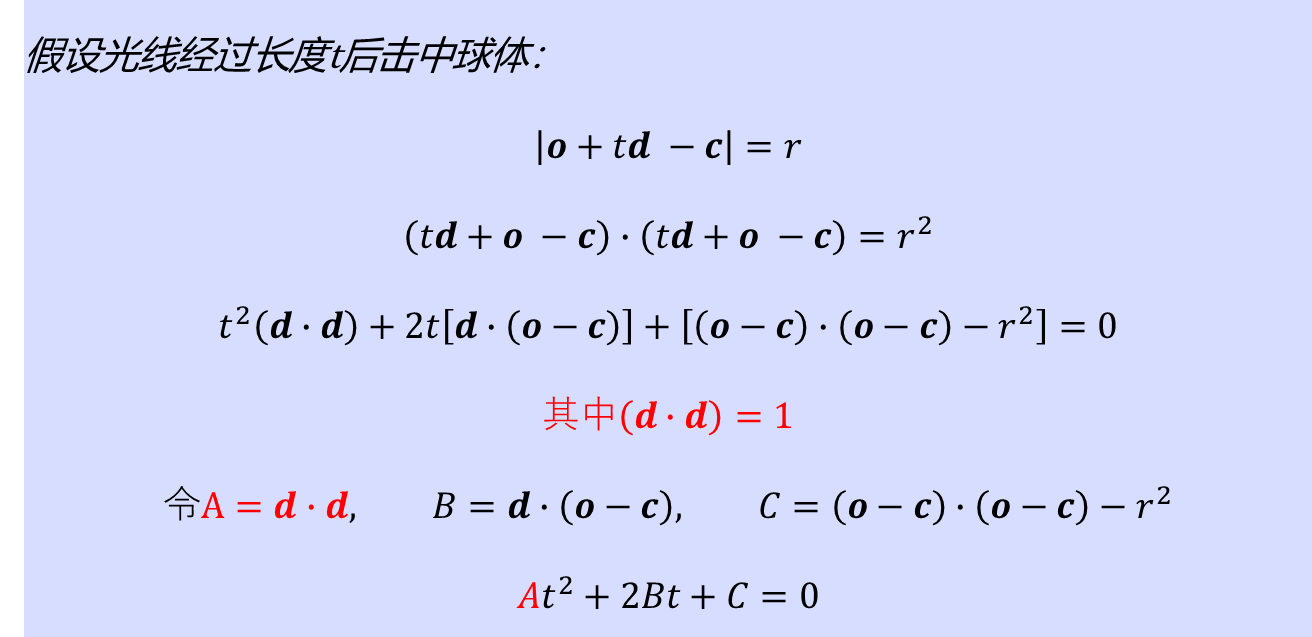 假设光线经过长度t后击中球体：
|o + td − c| = r
(td + o − c) · (td + o − c) = r²
t²(d · d) + 2t[d · (o − c)] + [(o − c) · (o − c) − r²] = 0
其中(d · d) = 1
令A = d · d, B = d · (o − c), C = (o − c) · (o − c) − r²
At² + 2Bt + C = 0